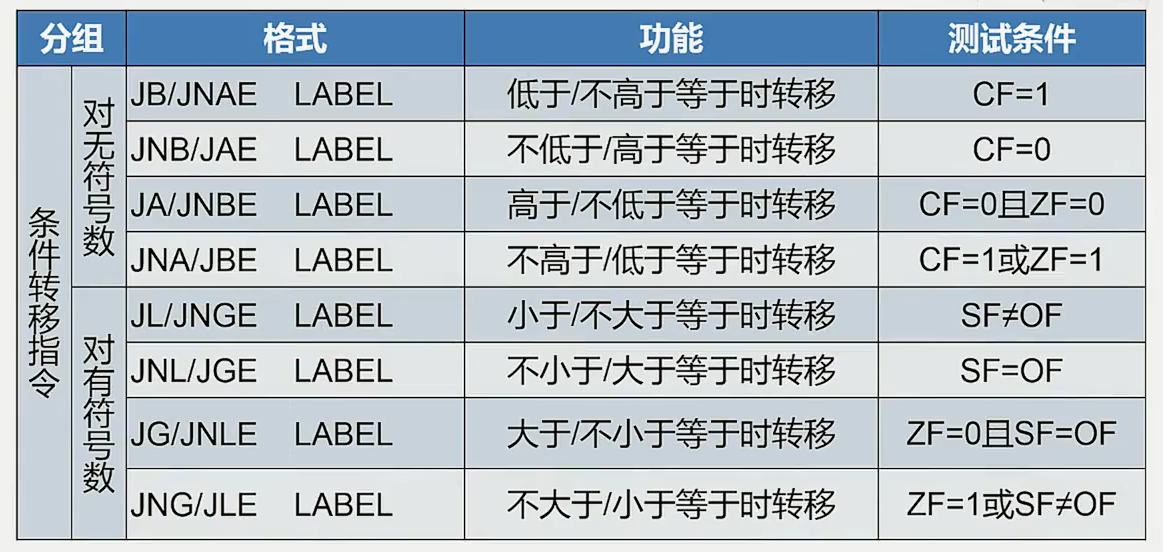 分组 格式 功能 测试条件
条件转移指令
对无符号数
JB/JNAE LABEL 低于/不高于等于时转移 CF=1
JNB/JAE LABEL 不低于/高于等于时转移 CF=0
JA/JNBE LABEL 高于/不低于等于时转移 CF=0且ZF=0
JNA/JBE LABEL 不高于/低于等于时转移 CF=1或ZF=1
对有符号数
JL/JNGE LABEL 小于/不大于等于时转移 SF≠OF
JNL/JGE LABEL 不小于/大于等于时转移 SF=OF
JG/JNLE LABEL 大于/不小于等于时转移 ZF=0且SF=OF
JNG/JLE LABEL 不大于/小于等于时转移 ZF=1或SF≠OF